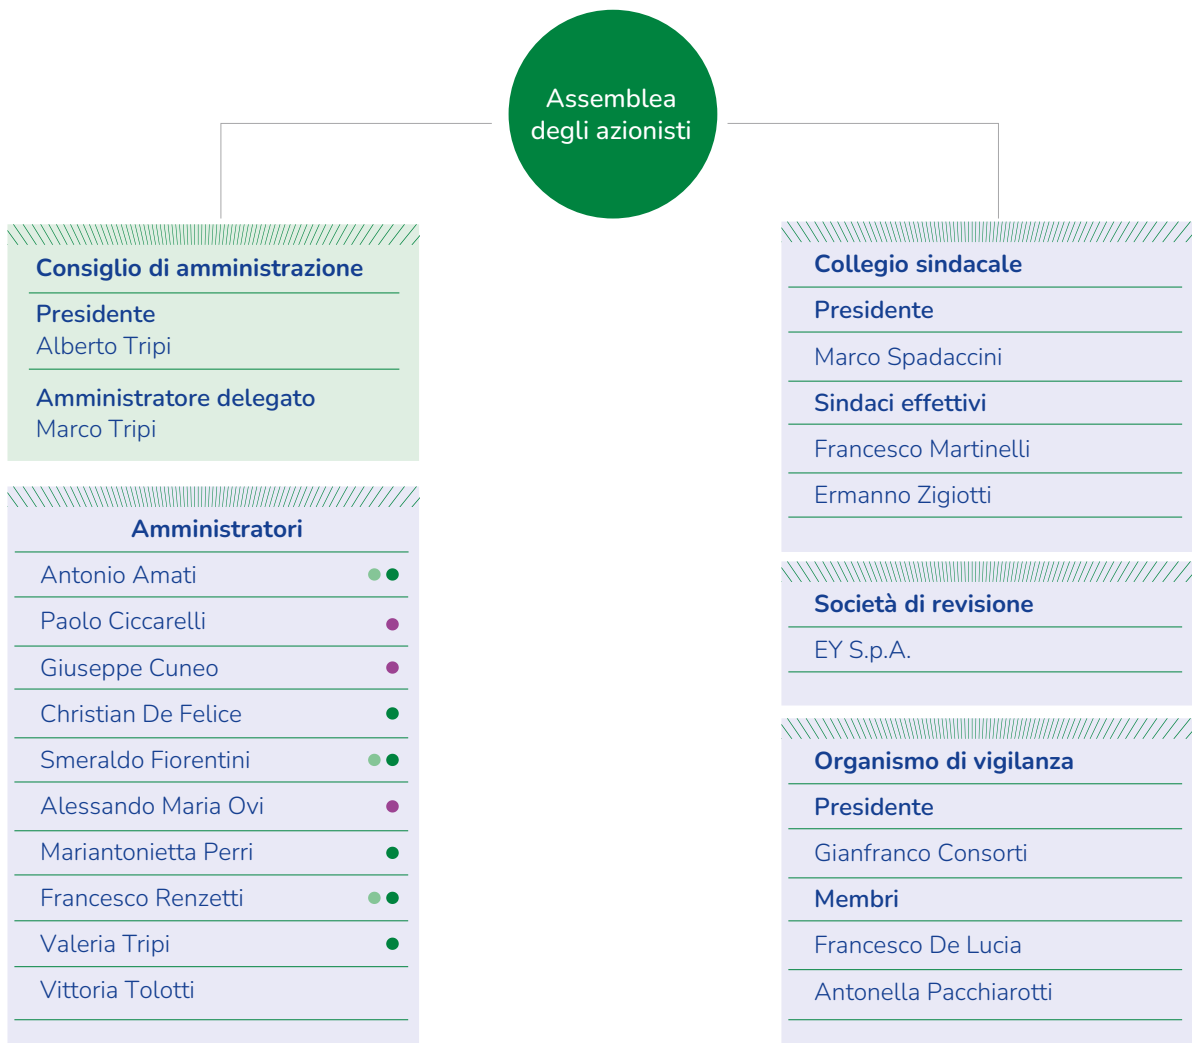 Assemblea
degli azionisti
Consiglio di amministrazione
Presidente
Alberto Tripi
Amministratore delegato
Marco Tripi
Amministratori
Antonio Amati
Paolo Ciccarelli
Giuseppe Cuneo
Christian De Felice
Smeraldo Fiorentini
Alessando Maria Ovi
Mariantonietta Perri
Francesco Renzetti
Valeria Tripi
Vittoria Tolotti
Collegio sindacale
Presidente
Marco Spadaccini
Sindaci effettivi
Francesco Martinelli
Ermanno Zigiotti
Società di revisione
EY S.p.A.
Organismo di vigilanza
Presidente
Gianfranco Consorti
Membri
Francesco De Lucia
Antonella Pacchiarotti